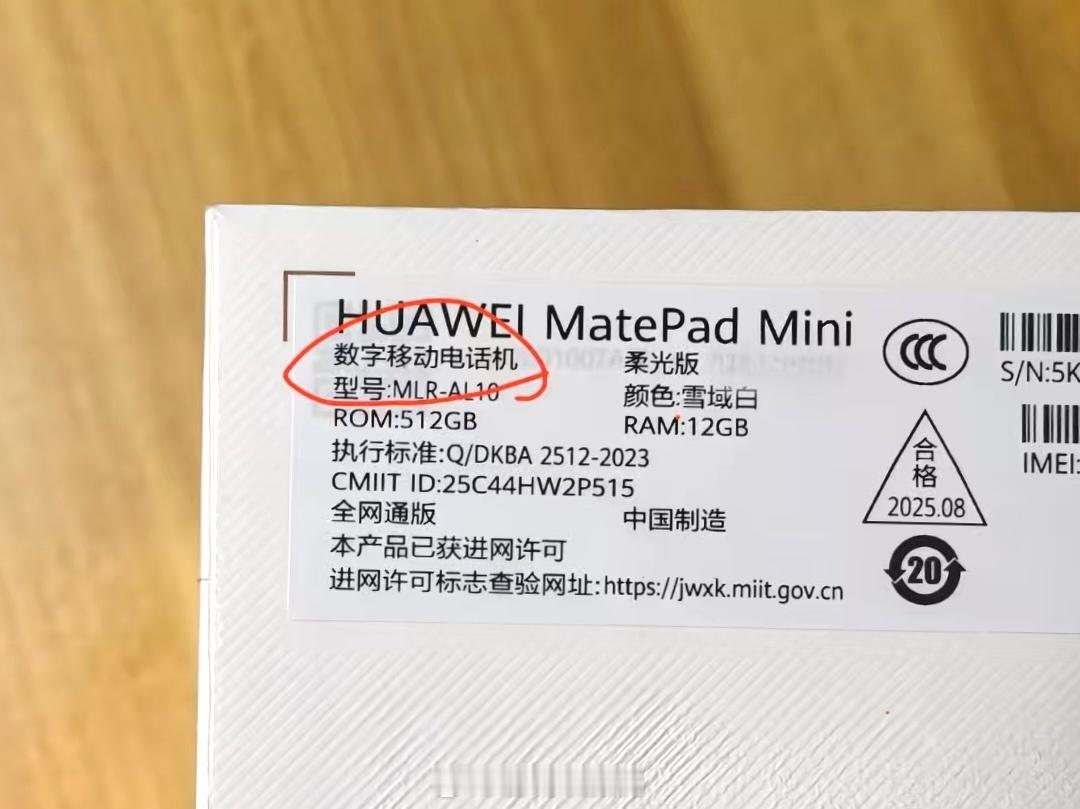 HUAWEI MatePad Mini
数字移动电话机 柔光版
型号:MLR-AL10 颜色:雪域白
ROM:512GB RAM:12GB
执行标准:Q/DKBA 2512-2023
CMIIT ID:25C44HW2P515
全网通版 中国制造
本产品已获进网许可
进网许可标志查验网址:https://jwxk.miit.gov.cn
CCC
S/N:5K
IMEI:
合格
2025.08
20